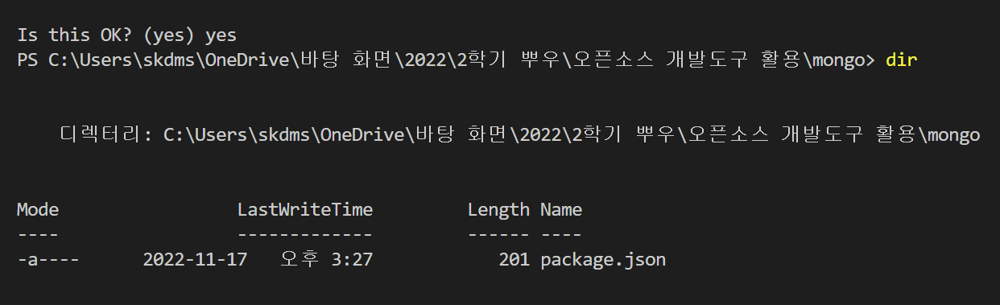 Is this OK? (yes) yes
PS C:\Users\skdms\OneDrive\바탕 화면\2022\2학기 뿌우\오픈소스 개발도구 활용\mongo> dir
디렉터리: C:\Users\skdms\OneDrive\바탕 화면\2022\2학기 뿌우\오픈소스 개발도구 활용\mongo
Mode                 LastWriteTime         Length Name
----                 -------------         ------ ----
-a----      2022-11-17   오후 3:27            201 package.json